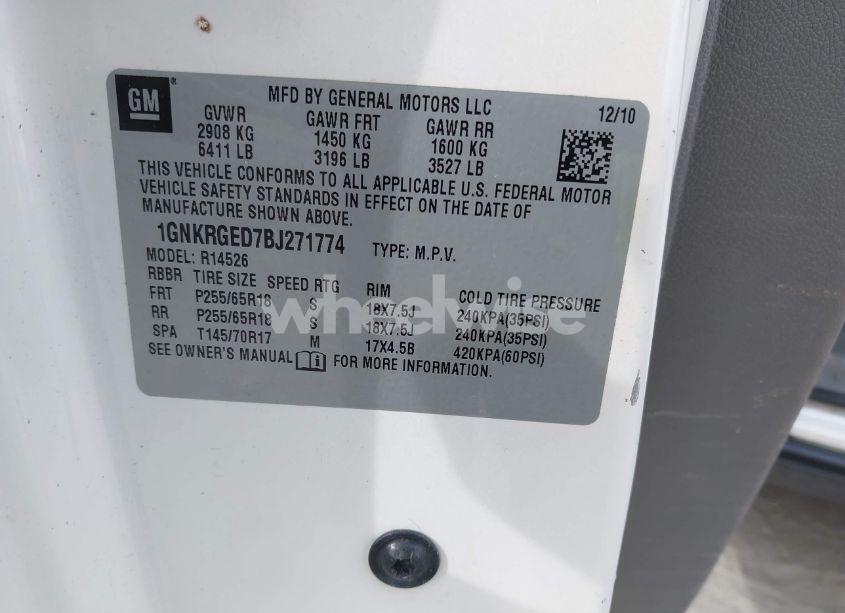 GM
MFD BY GENERAL MOTORS LLC 12/10
GVWR GAWR FRT GAWR RR
2908 KG 1450 KG 1600 KG
6411 LB 3196 LB 3527 LB
THIS VEHICLE CONFORMS TO ALL APPLICABLE U.S. FEDERAL MOTOR
VEHICLE SAFETY STANDARDS IN EFFECT ON THE DATE OF
MANUFACTURE SHOWN ABOVE.
1GNKRGED7BJ271774 TYPE: M.P.V.
MODEL: R14526
RBBR TIRE SIZE SPEED RTG RIM COLD TIRE PRESSURE
FRT P255/65R18 S 18X7.5J 240KPA(35PSI)
RR P255/65R18 S 18X7.5J 240KPA(35PSI)
SPA T145/70R17 M 17X4.5B 420KPA(60PSI)
SEE OWNER'S MANUAL FOR MORE INFORMATION.
wheelwise